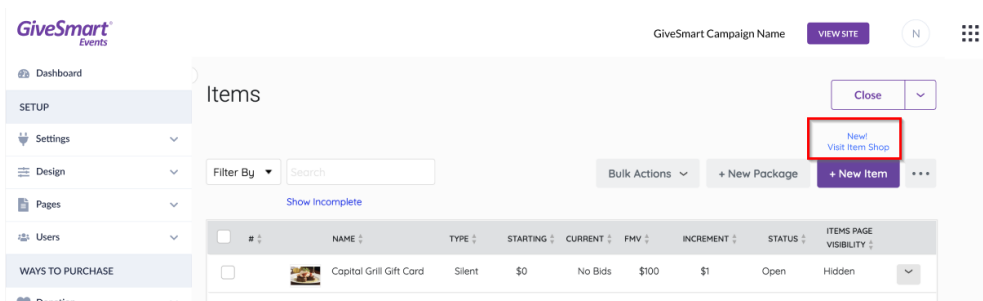 GiveSmart
Events
GiveSmart Campaign Name
VIEW SITE
N
Dashboard
SETUP
Settings
Design
Pages
Users
WAYS TO PURCHASE
Donation
Items
Close
New!
Visit Item Shop
Filter By
Search
Bulk Actions
+ New Package
+ New Item
Show Incomplete
# NAME TYPE STARTING CURRENT FMV INCREMENT STATUS ITEMS PAGE
VISIBILITY
Capital Grill Gift Card Silent $0 No Bids $100 $1 Open Hidden